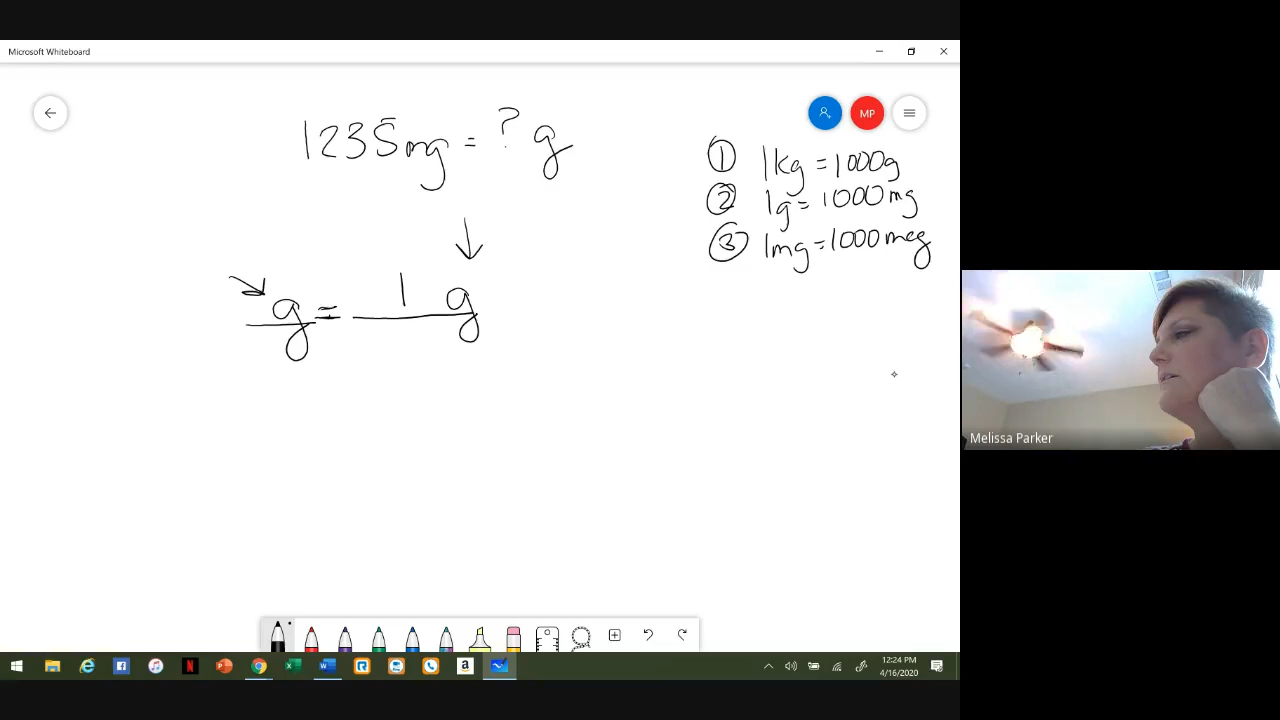 Microsoft Whiteboard
MP
1235mg = ? g
① 1kg = 1000g
② 1g = 1000mg
③ 1mg = 1000mcg
g = 1 g
Melissa Parker
12:24 PM
4/16/2020